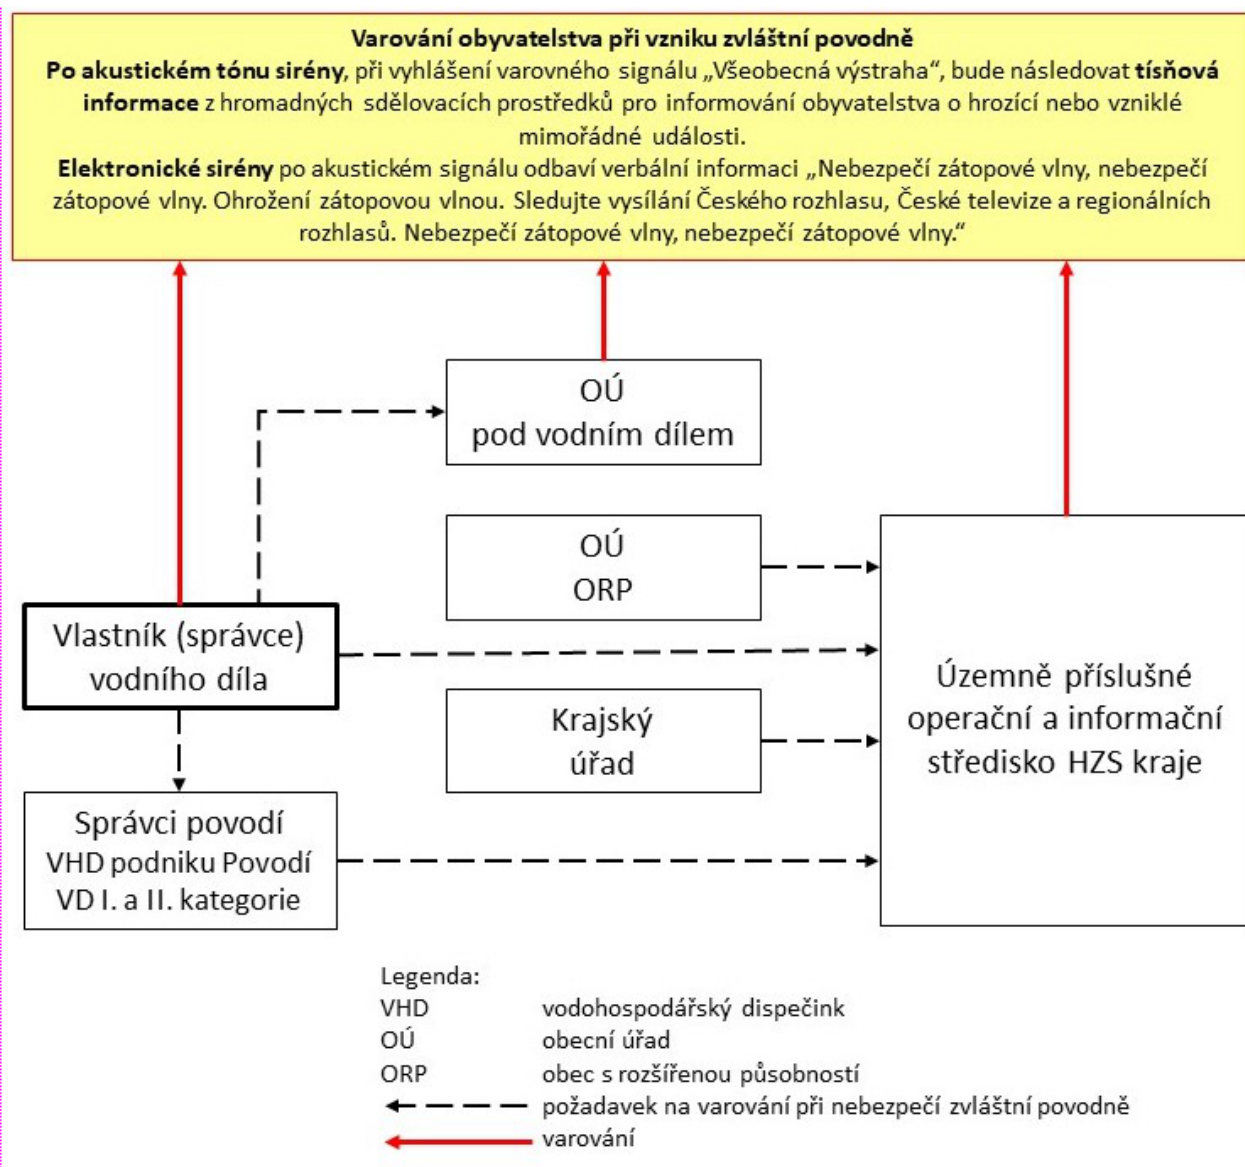 Varování obyvatelstva při vzniku zvláštní povodně
Po akustickém tónu sirény, při vyhlášení varovného signálu „Všeobecná výstraha“, bude následovat tísňová
informace z hromadných sdělovacích prostředků pro informování obyvatelstva o hrozící nebo vzniklé
mimořádné události.
Elektronické sirény po akustickém signálu odbaví verbální informaci „Nebezpečí zátopové vlny, nebezpečí
zátopové vlny. Ohrožení zátopovou vlnou. Sledujte vysílání Českého rozhlasu, České televize a regionálních
rozhlasů. Nebezpečí zátopové vlny, nebezpečí zátopové vlny.“
OÚ
pod vodním dílem
OÚ
ORP
Vlastník (správce)
vodního díla
Krajský
úřad
Územně příslušné
operační a informační
středisko HZS kraje
Správci povodí
VHD podniku Povodí
VD I. a II. kategorie
Legenda:
VHD vodohospodářský dispečink
OÚ obecní úřad
ORP obec s rozšířenou působností
požadavek na varování při nebezpečí zvláštní povodně
varování